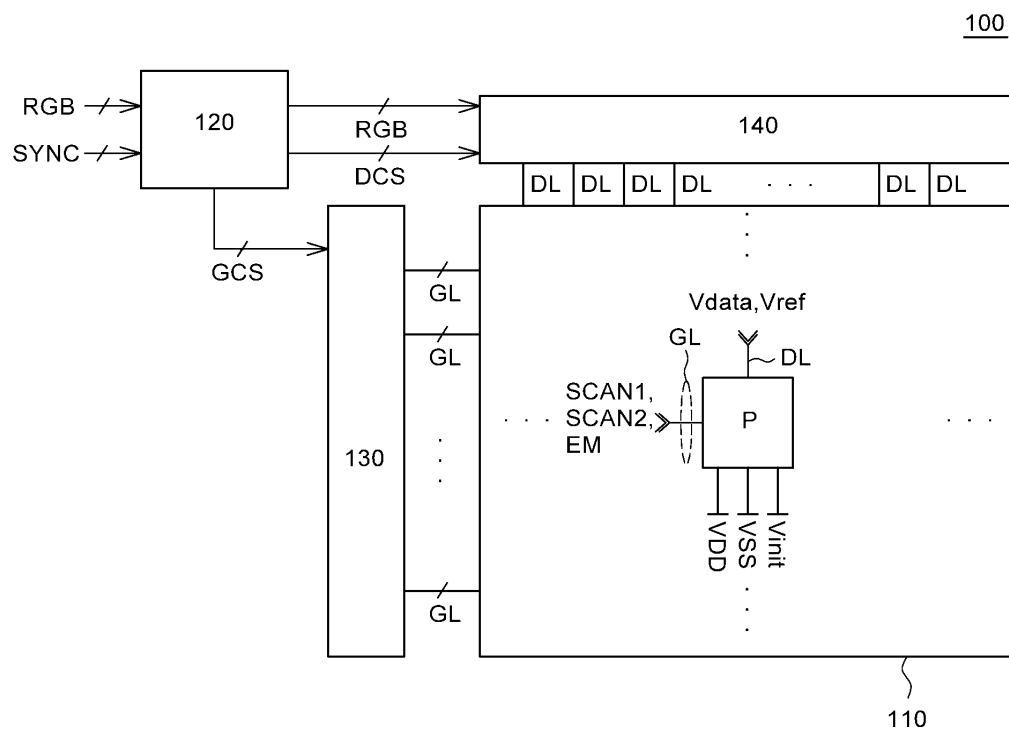 100
RGB
SYNC
120
RGB
DCS
140
DL DL DL DL . . . DL DL
GCS
GL
GL
Vdata,Vref
GL
DL
SCAN1,
SCAN2,
EM
P
130
VDD
VSS
Vinit
GL
110